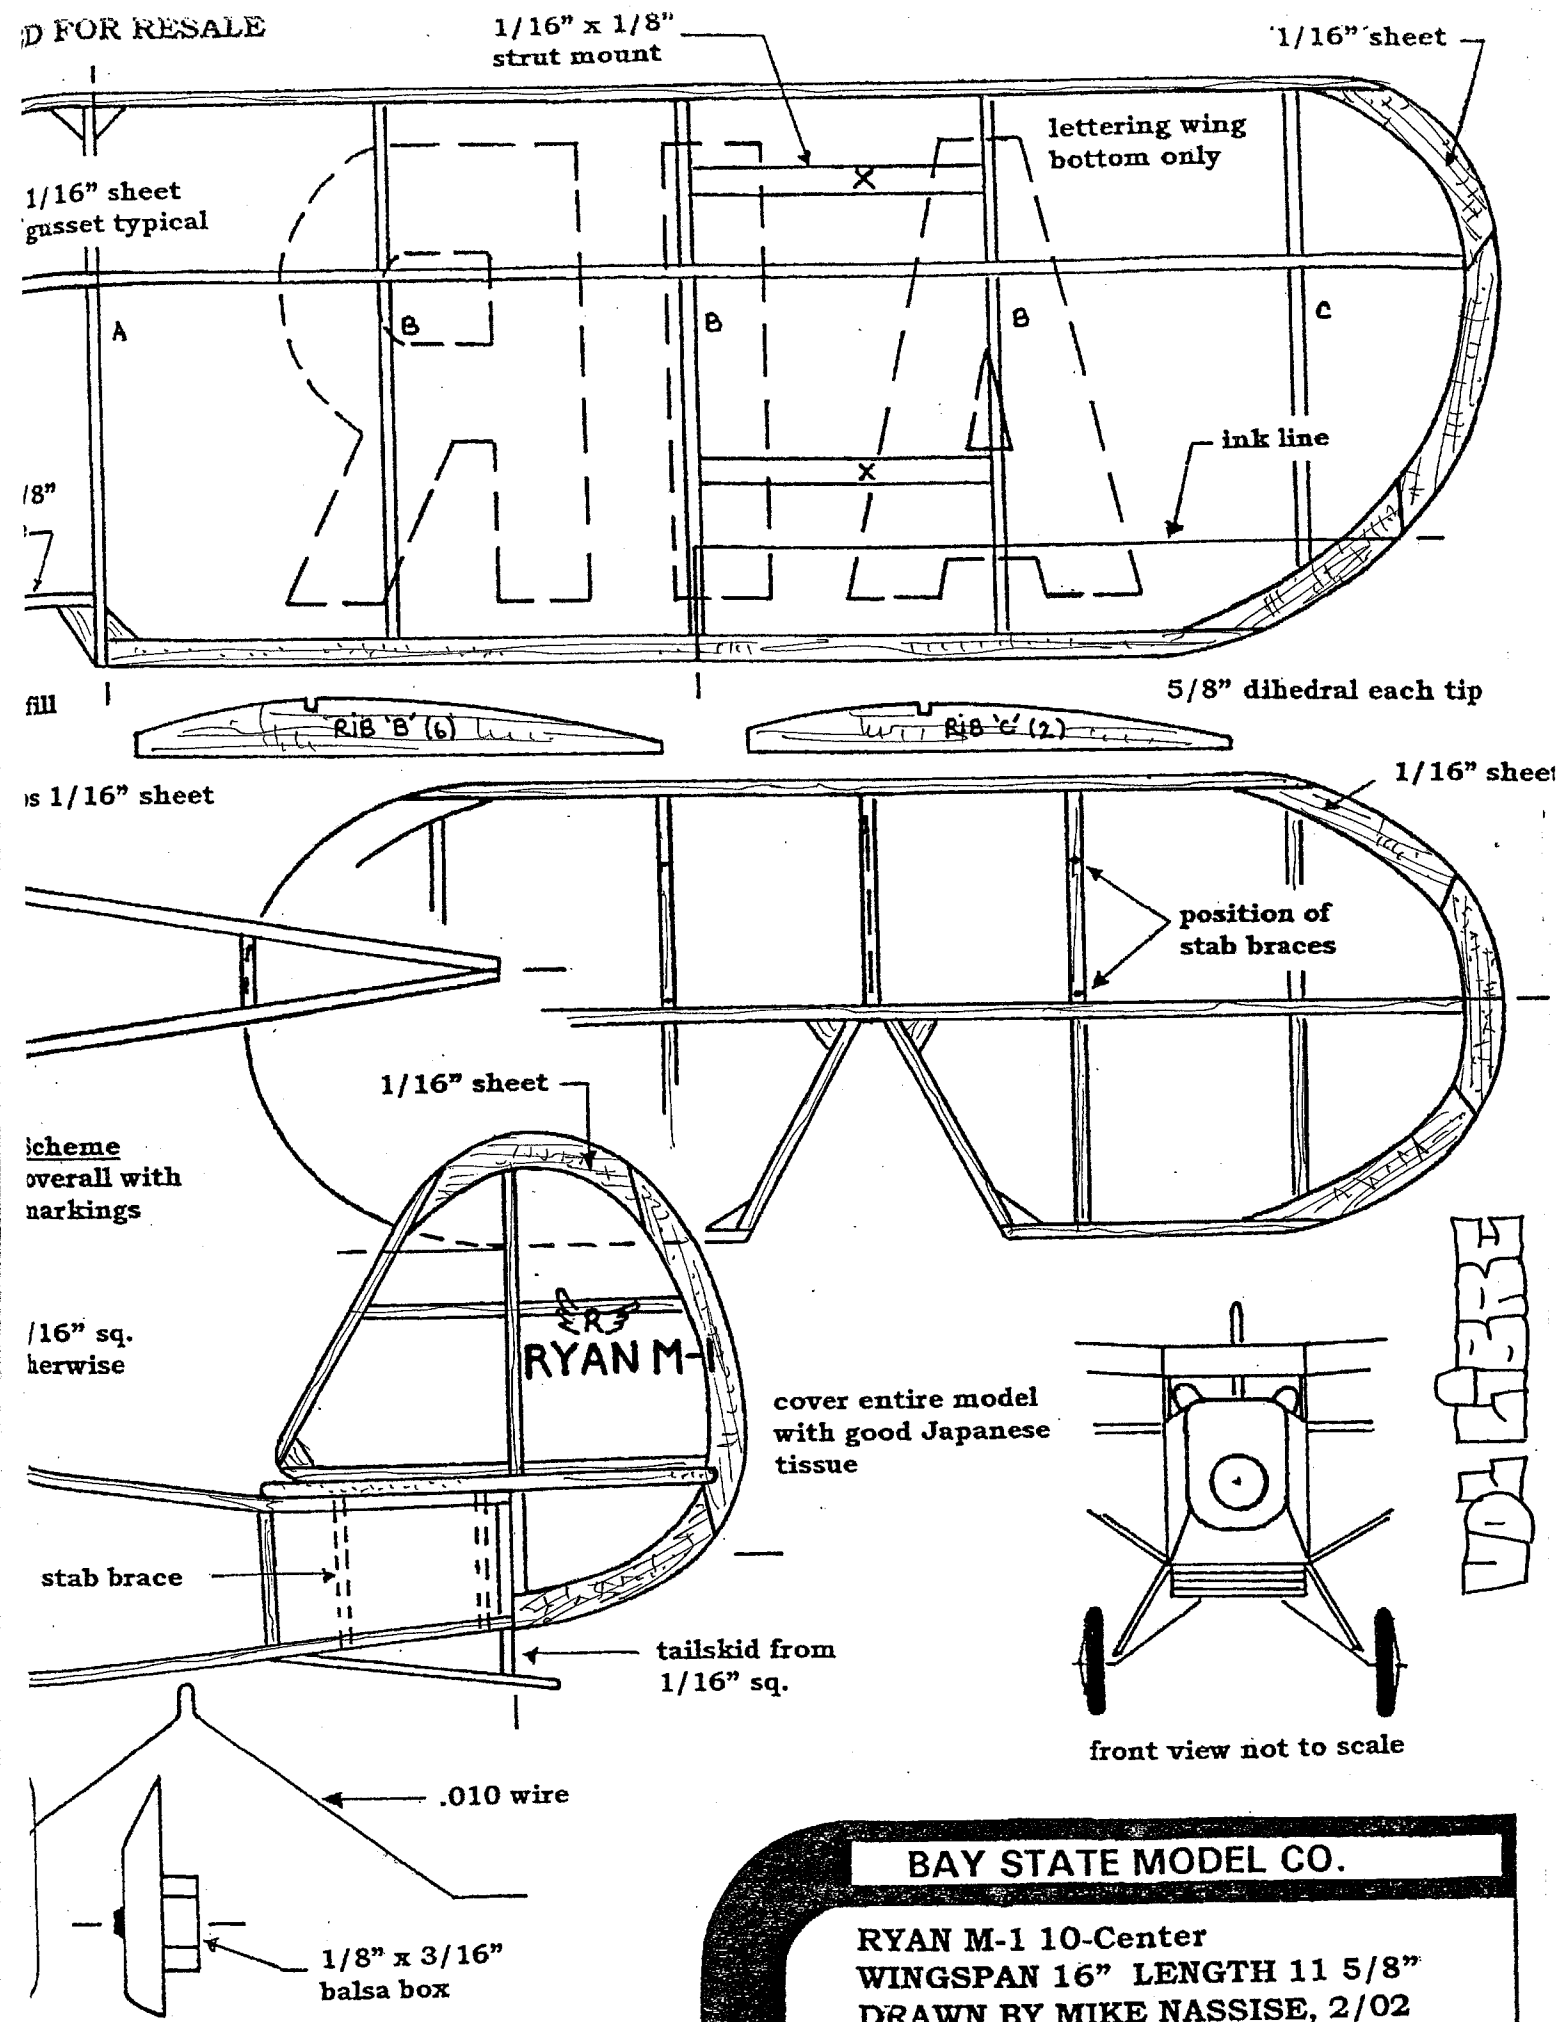 D FOR RESALE
1/16” x 1/8”
strut mount
1/16” sheet
lettering wing
bottom only
1/16” sheet
gusset typical
A
B
B
B
C
ink line
/8”
X
X
fill
5/8” dihedral each tip
RIB 'B' (6)
RIB 'C' (2)
s 1/16” sheet
1/16” sheet
position of
stab braces
1/16” sheet
Scheme
overall with
markings
/16” sq.
herwise
R
RYAN M-1
cover entire model
with good Japanese
tissue
stab brace
tailskid from
1/16” sq.
front view not to scale
.010 wire
1/8” x 3/16”
balsa box
BAY STATE MODEL CO.
RYAN M-1 10-Center
WINGSPAN 16” LENGTH 11 5/8”
DRAWN BY MIKE NASSISE, 2/02